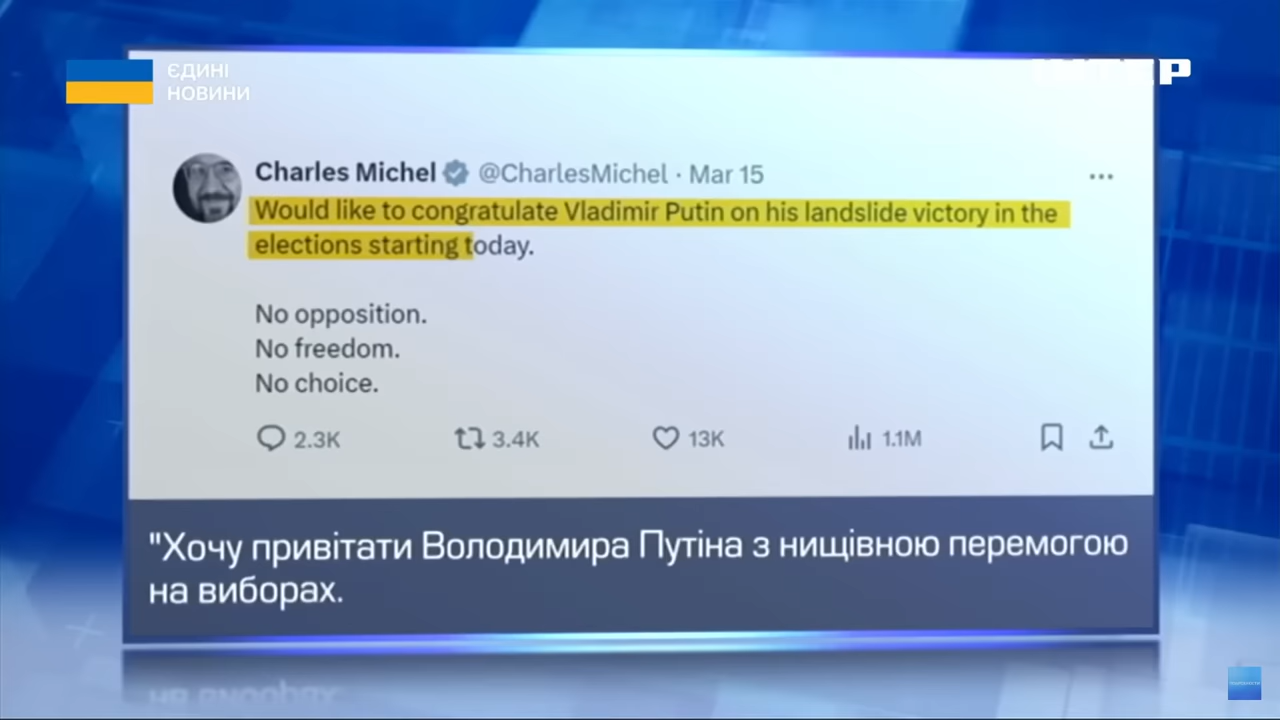 ЄДИНІ
НОВИНИ
Charles Michel @CharlesMichel · Mar 15
Would like to congratulate Vladimir Putin on his landslide victory in the
elections starting today.
No opposition.
No freedom.
No choice.
2.3K 3.4K 13K 1.1M
"Хочу привітати Володимира Путіна з нищівною перемогою
на виборах.